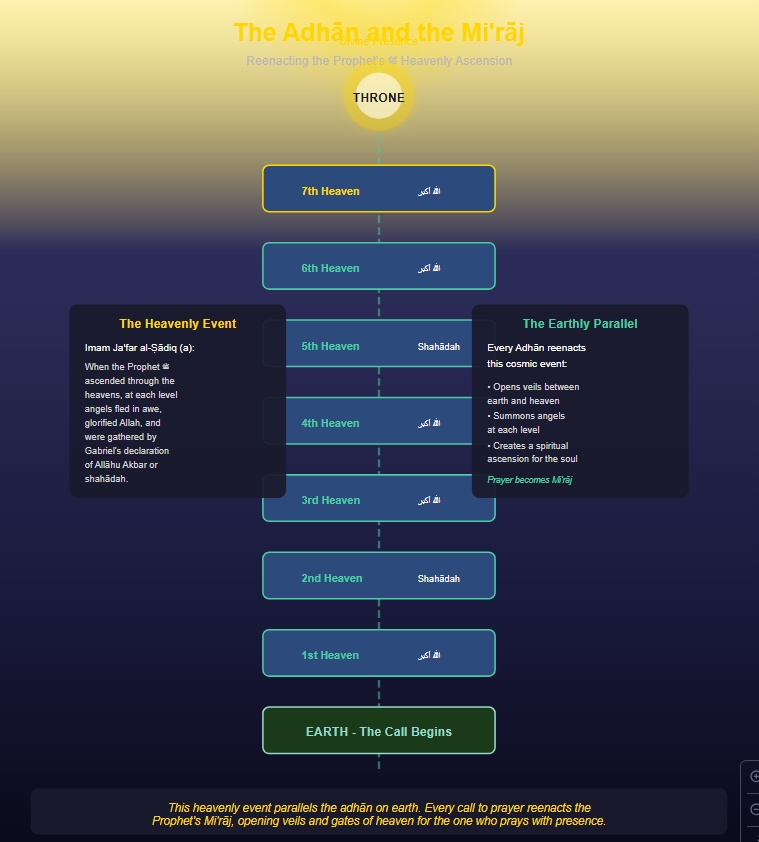 The Adhān and the Mi'rāj
Divine Presence
Reenacting the Prophet's ﷺ Heavenly Ascension
THRONE
7th Heaven الله أكبر
6th Heaven الله أكبر
The Heavenly Event
Imam Ja'far al-Ṣādiq (a):
When the Prophet ﷺ
ascended through the
heavens, at each level
angels fled in awe,
glorified Allah, and
were gathered by
Gabriel's declaration
of Allāhu Akbar or
shahādah.
5th Heaven Shahādah
4th Heaven الله أكبر
3rd Heaven الله أكبر
The Earthly Parallel
Every Adhān reenacts
this cosmic event:
• Opens veils between
earth and heaven
• Summons angels
at each level
• Creates a spiritual
ascension for the soul
Prayer becomes Mi'rāj
2nd Heaven Shahādah
1st Heaven الله أكبر
EARTH - The Call Begins
This heavenly event parallels the adhān on earth. Every call to prayer reenacts the
Prophet's Mi'rāj, opening veils and gates of heaven for the one who prays with presence.